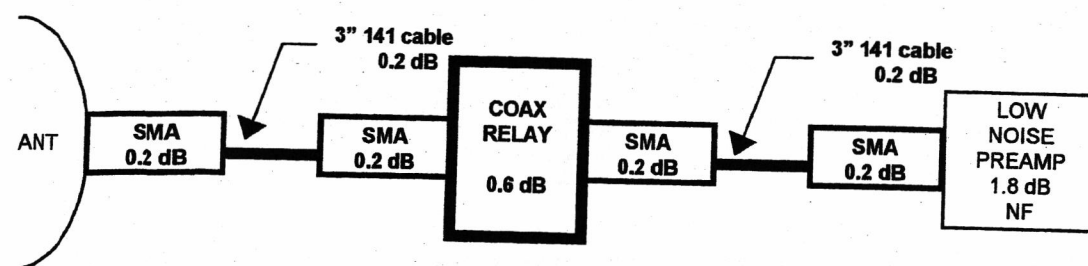 3” 141 cable
0.2 dB
3” 141 cable
0.2 dB
ANT
SMA
0.2 dB
SMA
0.2 dB
COAX
RELAY
0.6 dB
SMA
0.2 dB
SMA
0.2 dB
LOW
NOISE
PREAMP
1.8 dB
NF